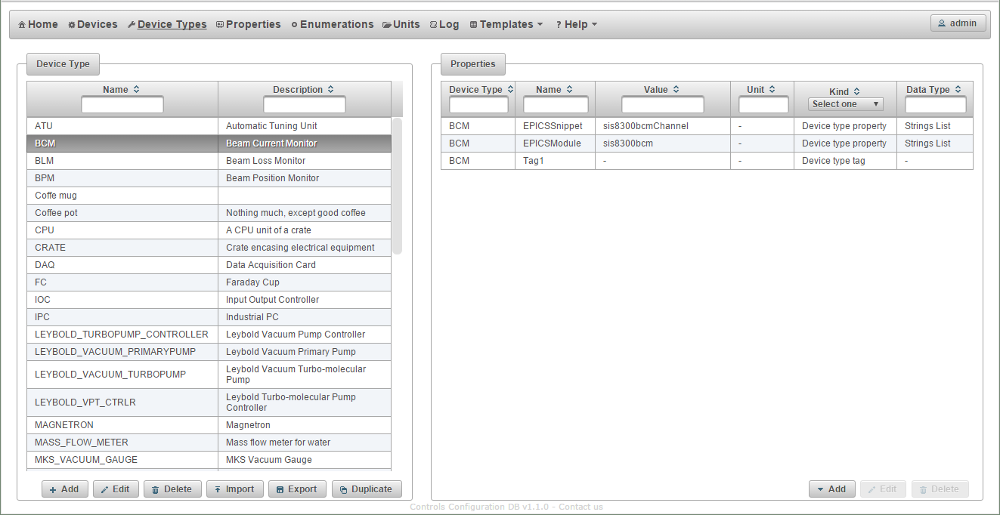 Home Devices Device Types Properties Enumerations Units Log Templates ? Help admin
Device Type
Name Description
ATU Automatic Tuning Unit
BCM Beam Current Monitor
BLM Beam Loss Monitor
BPM Beam Position Monitor
Coffe mug
Coffee pot Nothing much, except good coffee
CPU A CPU unit of a crate
CRATE Crate encasing electrical equipment
DAQ Data Acquisition Card
FC Faraday Cup
IOC Input Output Controller
IPC Industrial PC
LEYBOLD_TURBOPUMP_CONTROLLER Leybold Vacuum Pump Controller
LEYBOLD_VACUUM_PRIMARYPUMP Leybold Vacuum Primary Pump
LEYBOLD_VACUUM_TURBOPUMP Leybold Vacuum Turbo-molecular
Pump
LEYBOLD_VPT_CTRLR Leybold Turbo-molecular Pump
Controller
MAGNETRON Magnetron
MASS_FLOW_METER Mass flow meter for water
MKS_VACUUM_GAUGE MKS Vacuum Gauge
Add Edit Delete Import Export Duplicate
Properties
Device Type Name Value Unit Kind Data Type
Select one
BCM EPICSSnippet sis8300bcmChannel - Device type property Strings List
BCM EPICSModule sis8300bcm - Device type property Strings List
BCM Tag1 - - Device type tag -
Add Edit Delete
Controls Configuration DB v1.1.0 - Contact us